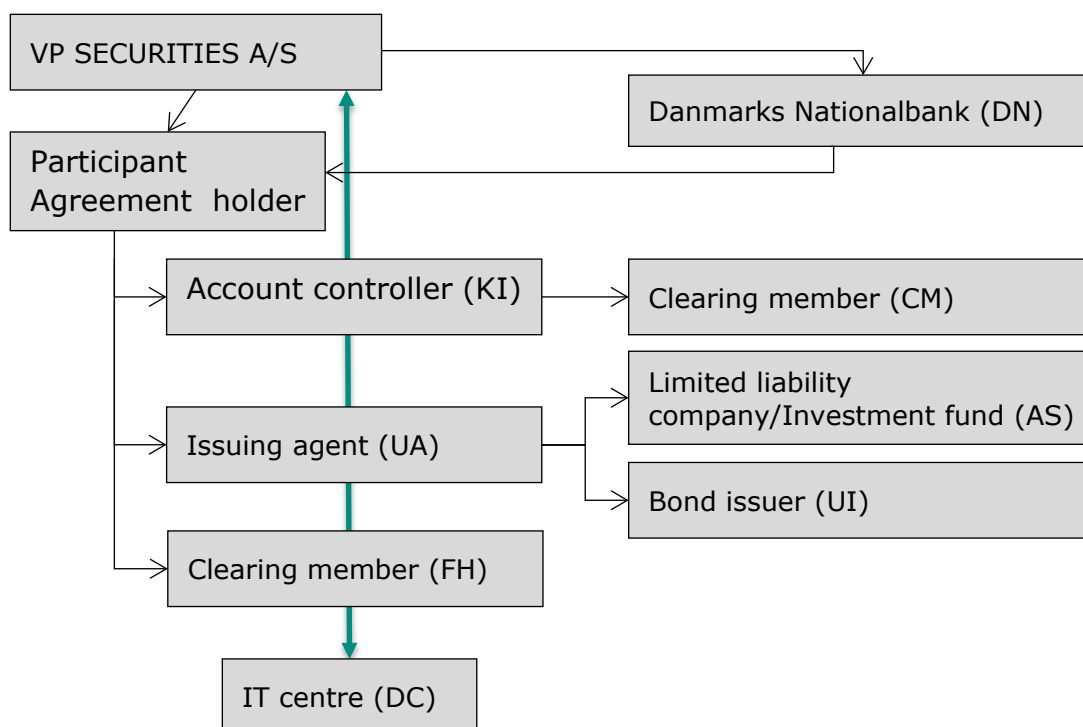 VP SECURITIES A/S
Danmarks Nationalbank (DN)
Participant
Agreement  holder
Account controller (KI)
Clearing member (CM)
Limited liability
company/Investment fund (AS)
Issuing agent (UA)
Bond issuer (UI)
Clearing member (FH)
IT centre (DC)